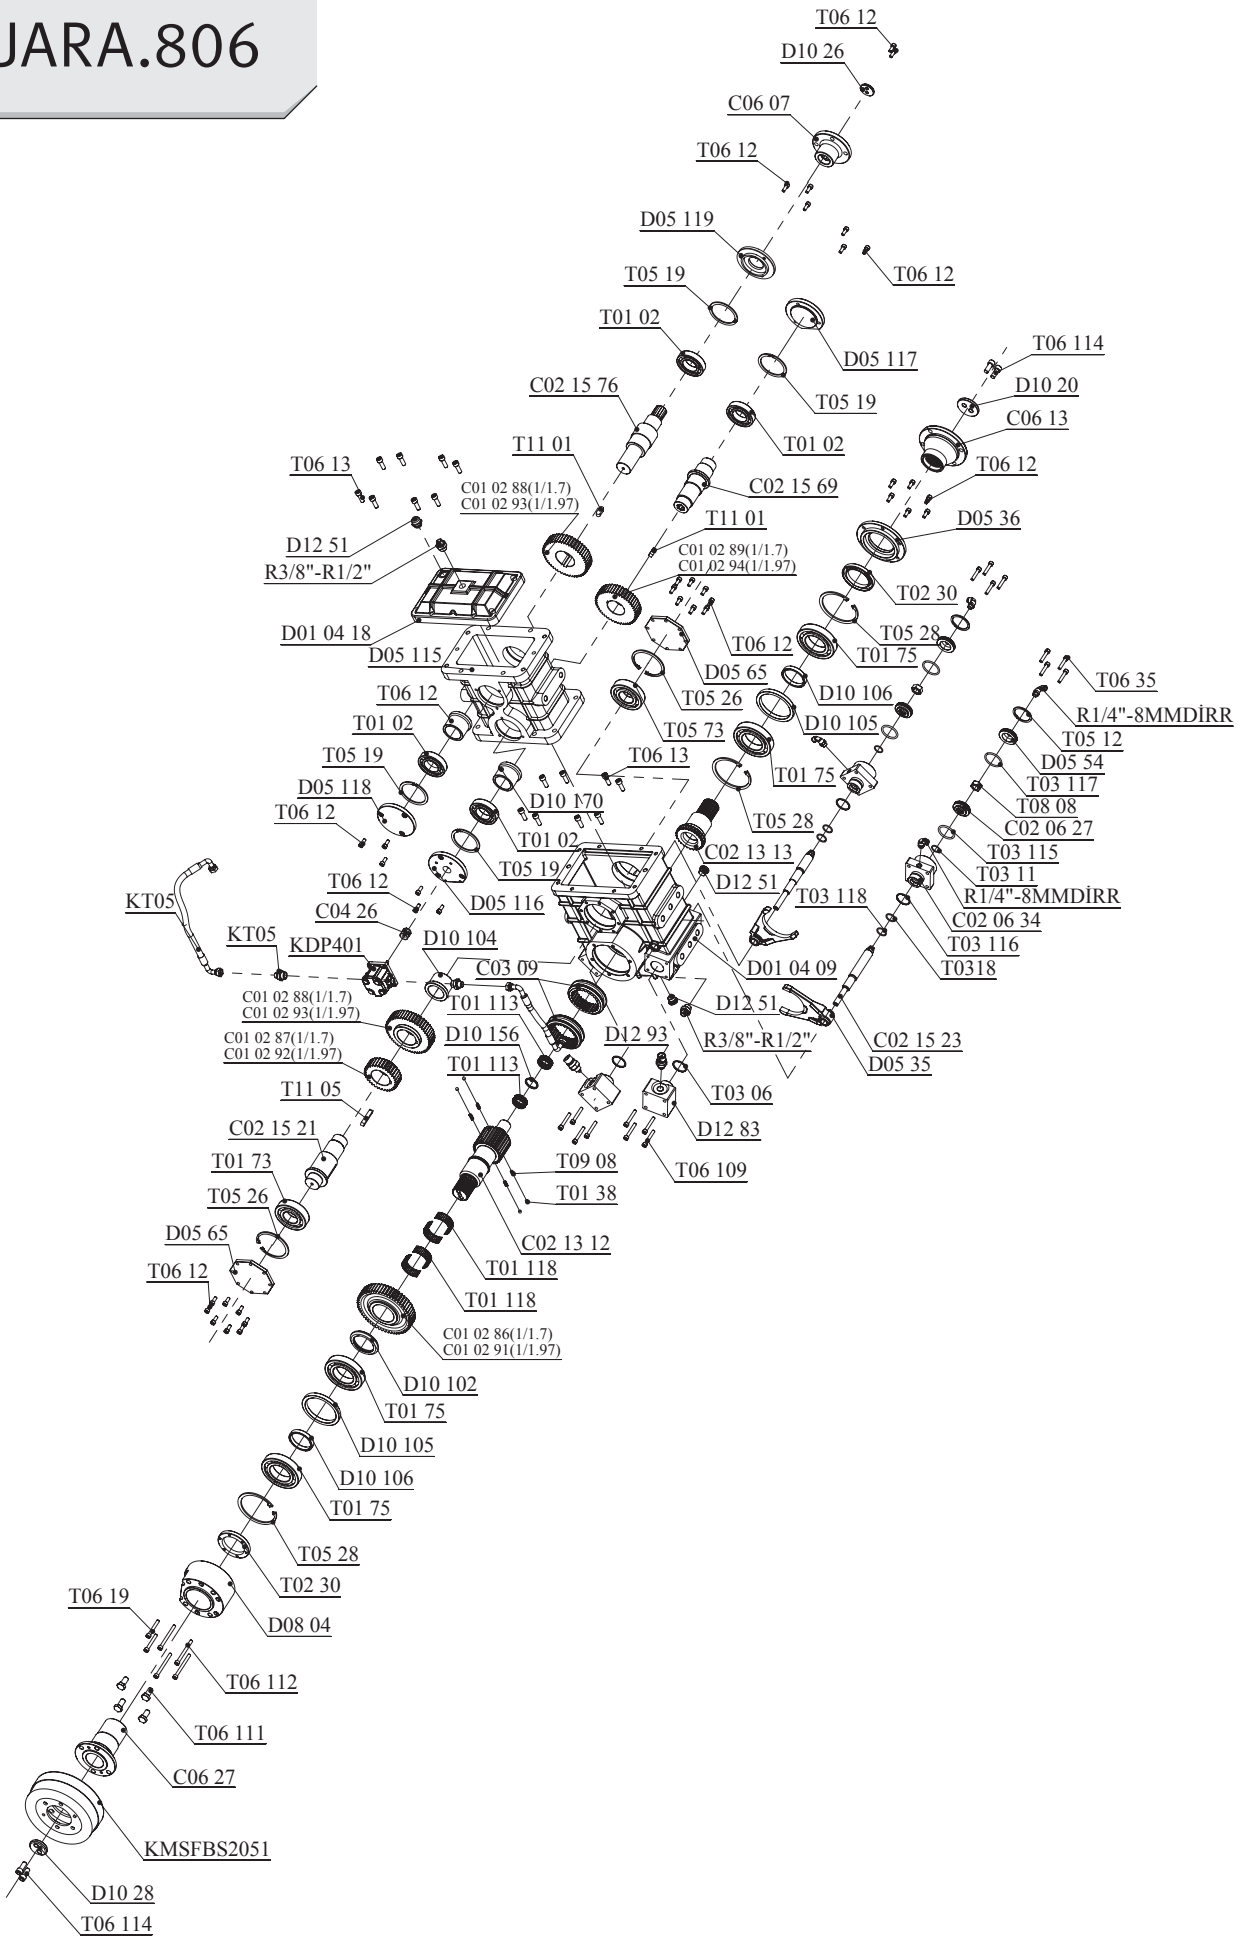 JARA.806
T06 12
D10 26
C06 07
T06 12
D05 119
T06 12
T05 19
T01 02
D05 117
T06 114
D10 20
C02 15 76
T05 19
C06 13
T11 01
T01 02
T06 12
T06 13
C01 02 88(1/1.7)
C01 02 93(1/1.97)
C02 15 69
D05 36
T11 01
D12 51
C01 02 89(1/1.7)
C01 02 94(1/1.97)
R3/8"-R1/2"
T02 30
D01 04 18
T05 28
T06 12
D05 115
T01 75
D05 65
T06 12
D10 106
T06 35
T05 26
D10 105
R1/4"-8MMDİRR
T01 02
T05 73
T05 12
T05 19
T06 13
T01 75
D05 54
T03 117
D05 118
D10 170
T08 08
T06 12
T01 02
T05 28
C02 06 27
T03 115
T05 19
C02 13 13
T03 11
T06 12
D12 51
R1/4"-8MMDİRR
KT05
D05 116
T03 118
C04 26
C02 06 34
KT05
D10 104
T03 116
KDP401
C03 09
D01 04 09
T0318
C01 02 88(1/1.7)
C01 02 93(1/1.97)
T01 113
D12 51
D10 156
D12 93
R3/8"-R1/2"
C01 02 87(1/1.7)
C01 02 92(1/1.97)
C02 15 23
T01 113
D05 35
T11 05
T03 06
C02 15 21
D12 83
T01 73
T09 08
T06 109
T05 26
T01 38
D05 65
C02 13 12
T06 12
T01 118
T01 118
C01 02 86(1/1.7)
C01 02 91(1/1.97)
D10 102
T01 75
D10 105
D10 106
T01 75
T05 28
T02 30
T06 19
D08 04
T06 112
T06 111
C06 27
KMSFBS2051
D10 28
T06 114